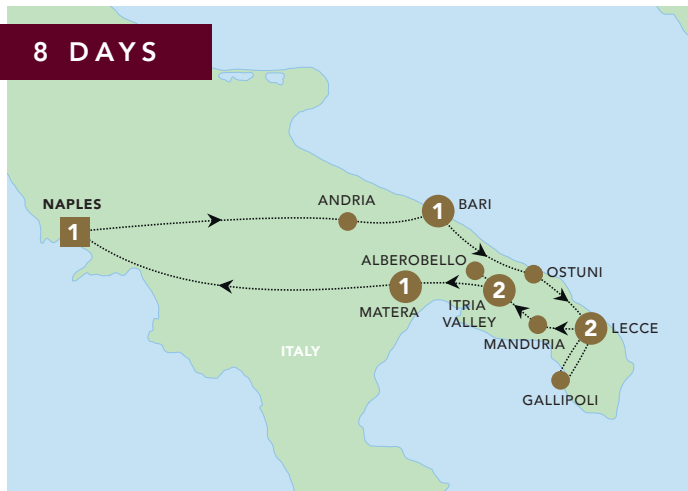 8 DAYS
NAPLES
1
ANDRIA
1
BARI
ALBEROBELLO
OSTUNI
1
MATERA
2
ITRIA
VALLEY
2
LECCE
MANDURIA
ITALY
GALLIPOLI